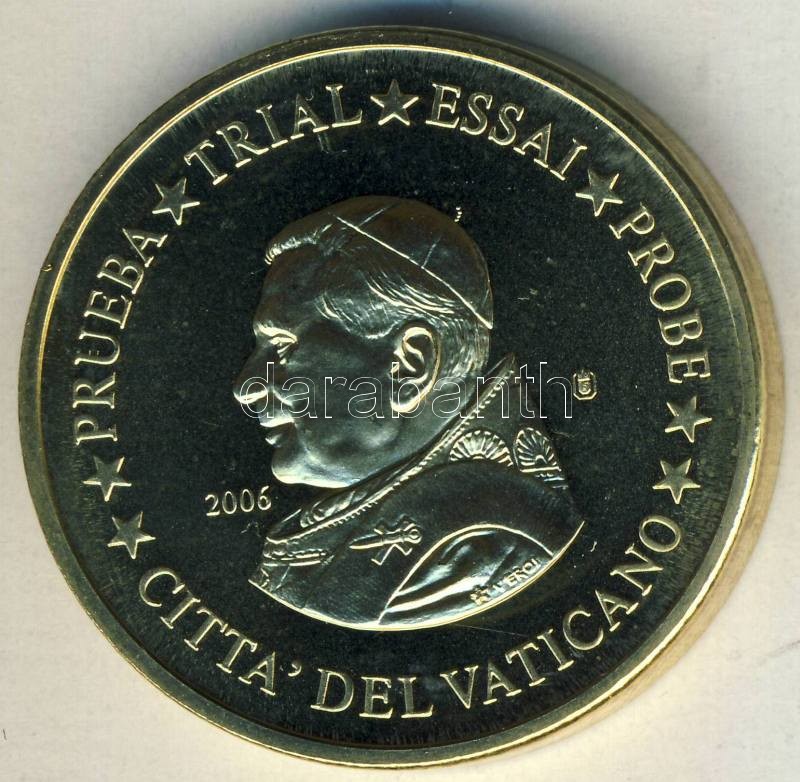 PRUEBA ★ TRIAL ★ ESSAI ★ PROBE
CITTA' DEL VATICANO
2006
darabanth